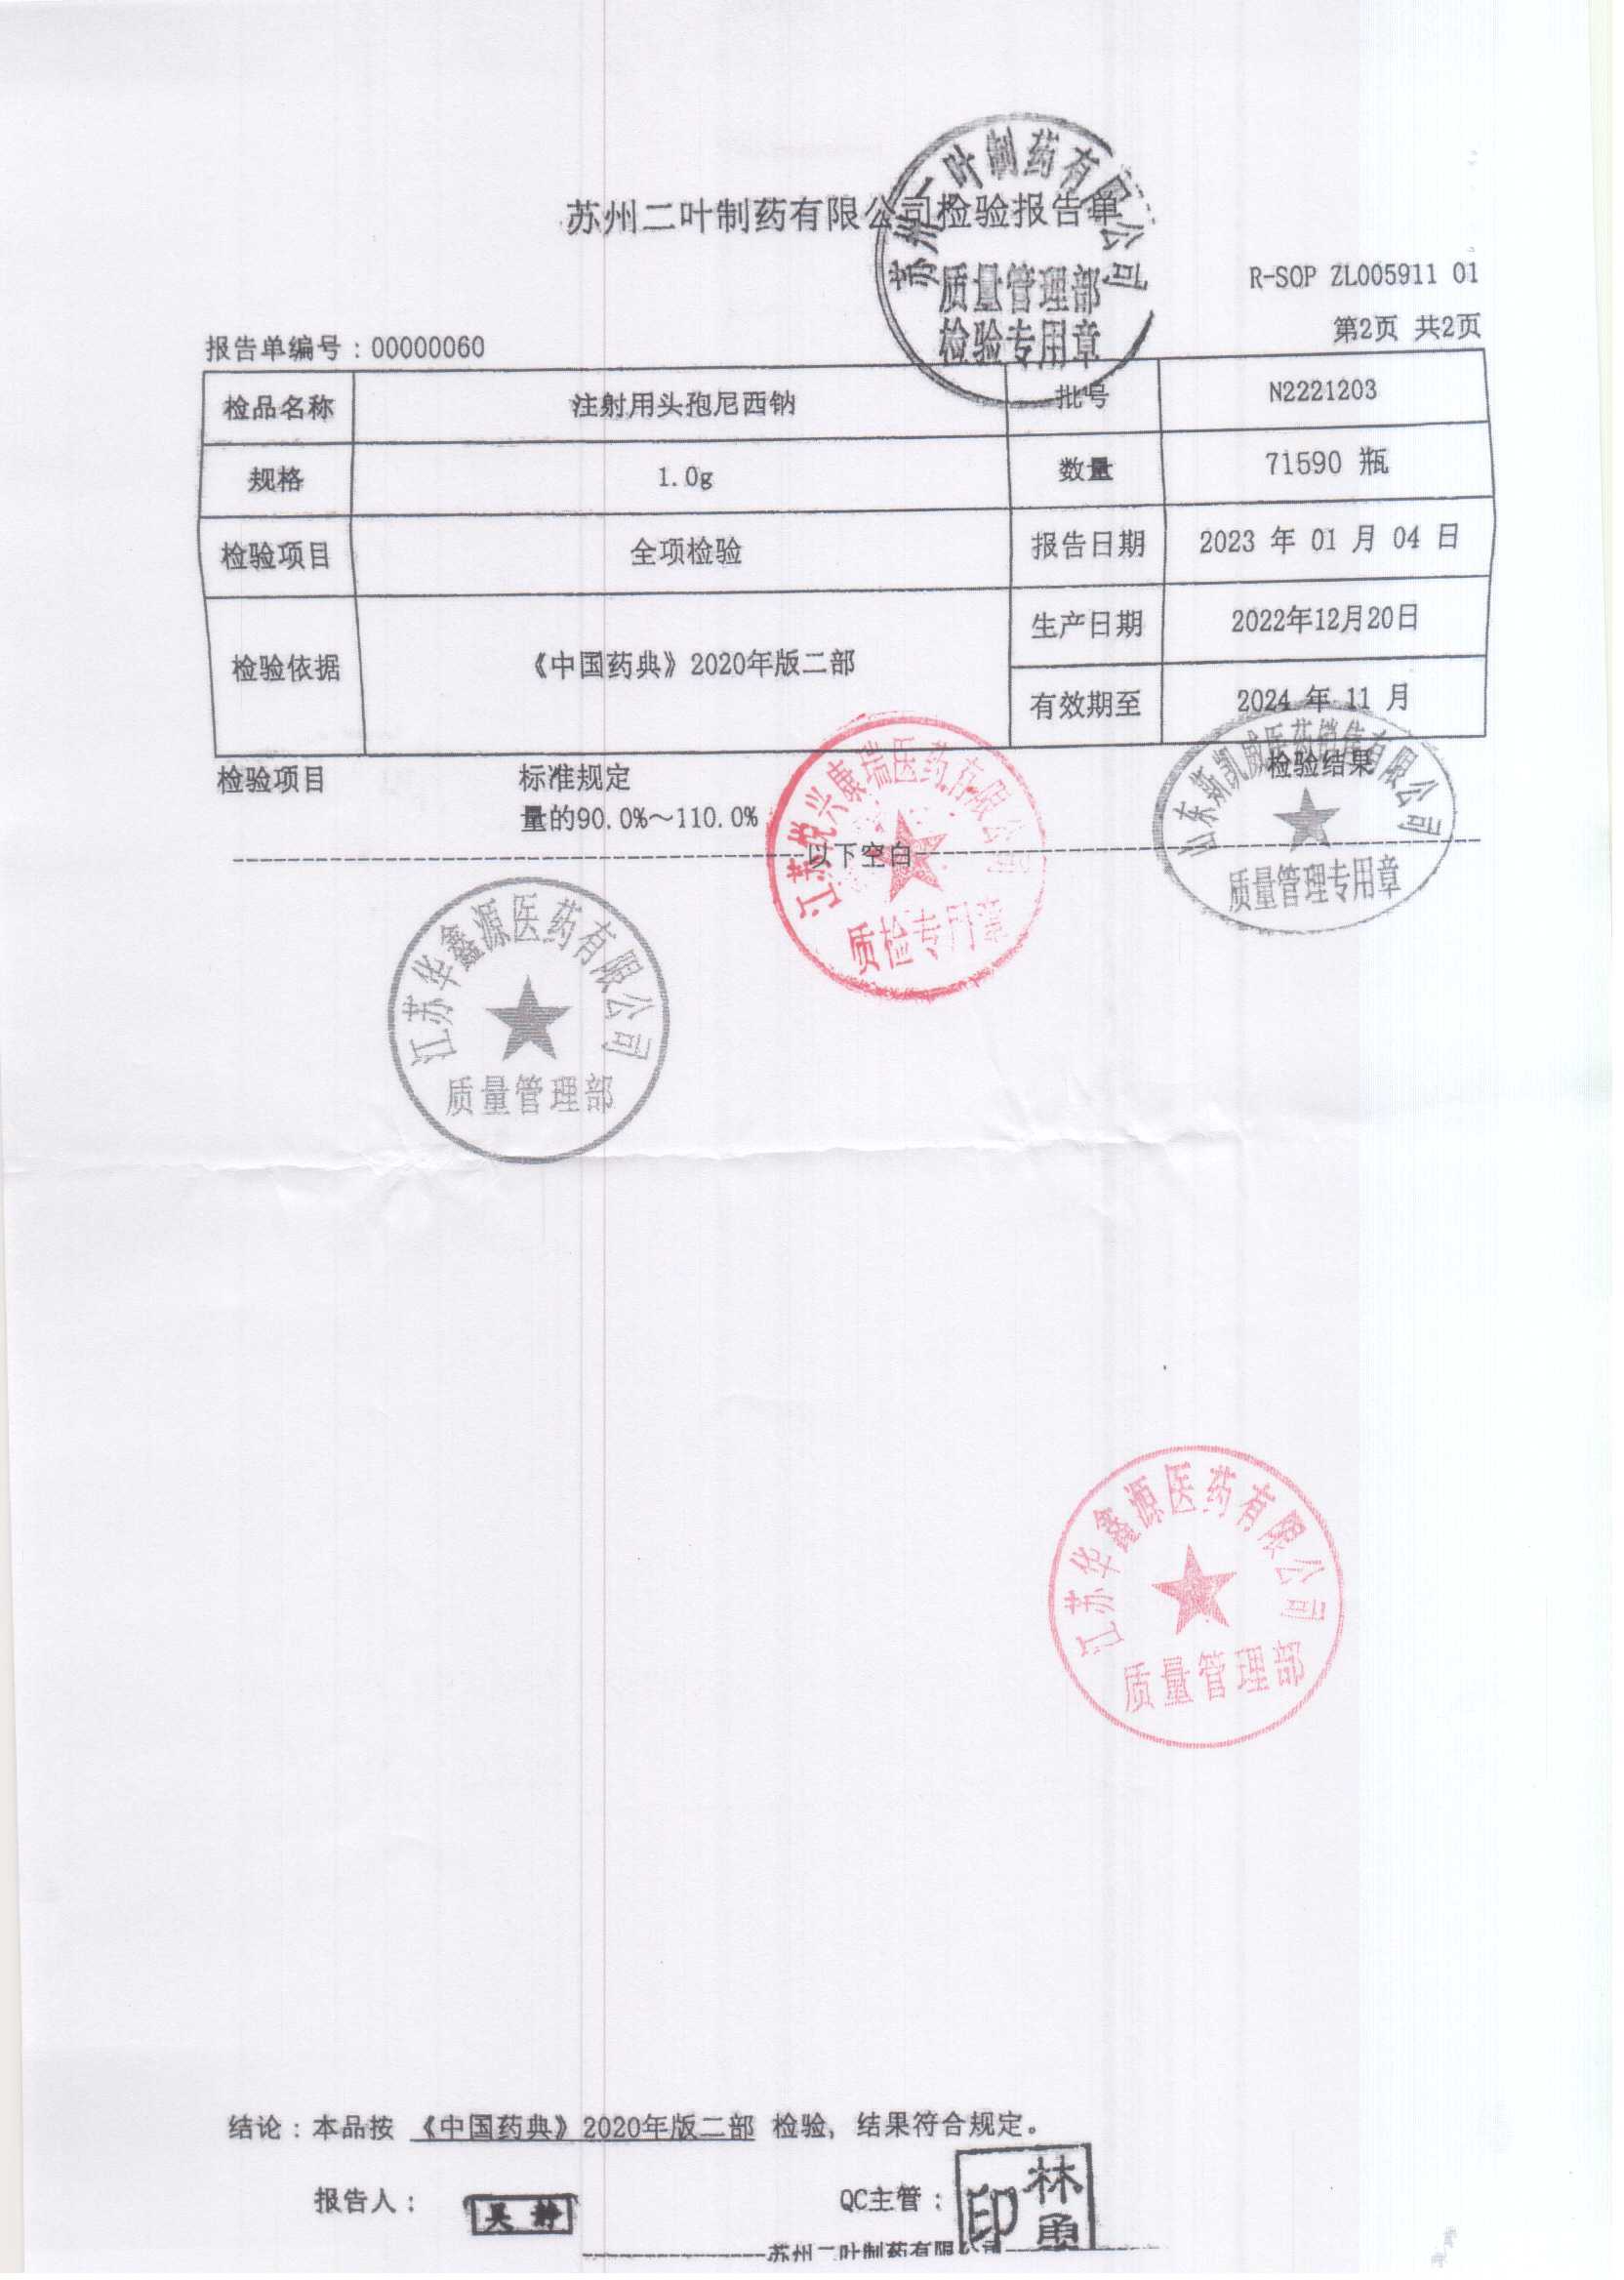 苏州二叶制药有限公司检验报告单
苏州二叶制药有限公司
质量管理部
检验专用章
R-SOP ZL005911 01
第2页 共2页
报告单编号：00000060
检品名称 注射用头孢尼西钠 批号 N2221203
规格 1.0g 数量 71590 瓶
检验项目 全项检验 报告日期 2023 年 01 月 04 日
检验依据 《中国药典》2020年版二部 生产日期 2022年12月20日
有效期至 2024 年 11 月
检验项目 标准规定 检验结果
量的90.0%～110.0%
以下空白
江苏悦兴康瑞医药有限公司
质检专用章
山东斯凯威医药销售有限公司
质量管理专用章
江苏华鑫源医药有限公司
质量管理部
江苏华鑫源医药有限公司
质量管理部
结论：本品按 《中国药典》2020年版二部 检验, 结果符合规定。
报告人： 吴静 QC主管： 林勇印
苏州二叶制药有限公司